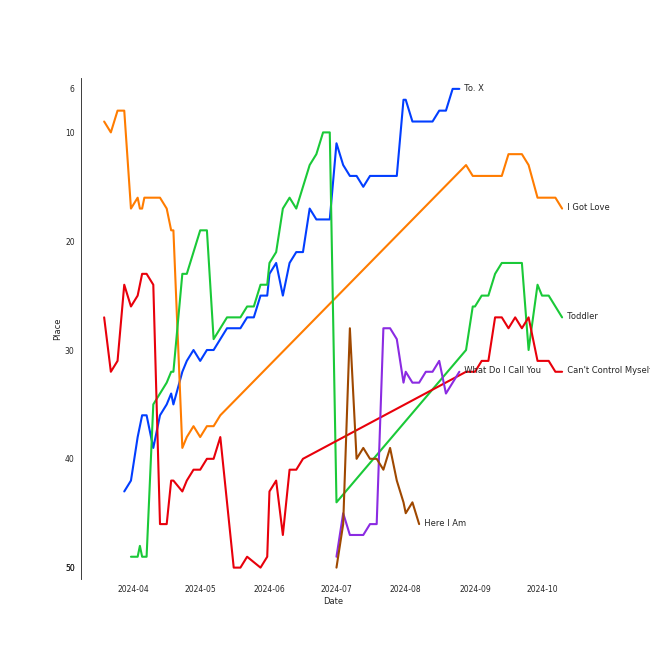 6
To. X
10
I Got Love
20
Toddler
30
Place
What Do I Call You
Can't Control Mysel
40
Here I Am
50
2024-04
2024-05
2024-06
2024-07
2024-08
2024-09
2024-10
Date